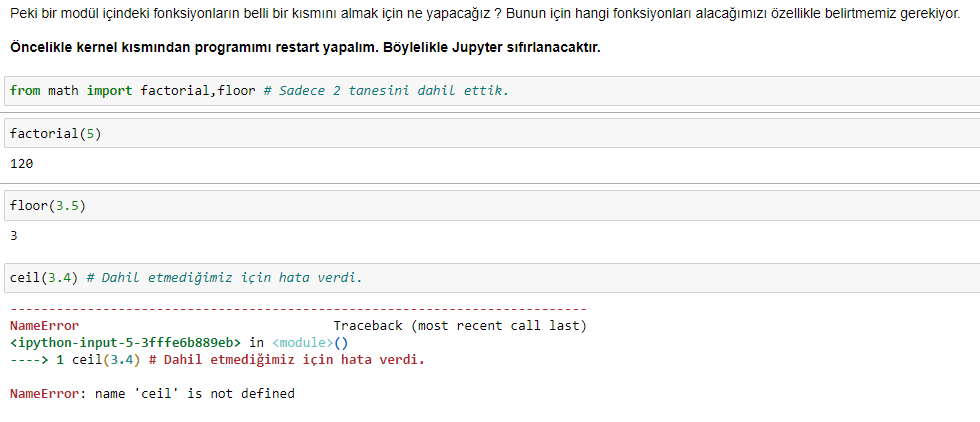 Peki bir modül içindeki fonksiyonların belli bir kısmını almak için ne yapacağız ? Bunun için hangi fonksiyonları alacağımızı özellikle belirtmemiz gerekiyor.
Öncelikle kernel kısmından programımı restart yapalım. Böylelikle Jupyter sıfırlanacaktır.
from math import factorial,floor # Sadece 2 tanesini dahil ettik.
factorial(5)
120
floor(3.5)
3
ceil(3.4) # Dahil etmediğimiz için hata verdi.
---------------------------------------------------------------------------
NameError                                 Traceback (most recent call last)
<ipython-input-5-3fffe6b889eb> in <module>()
----> 1 ceil(3.4) # Dahil etmediğimiz için hata verdi.
NameError: name 'ceil' is not defined